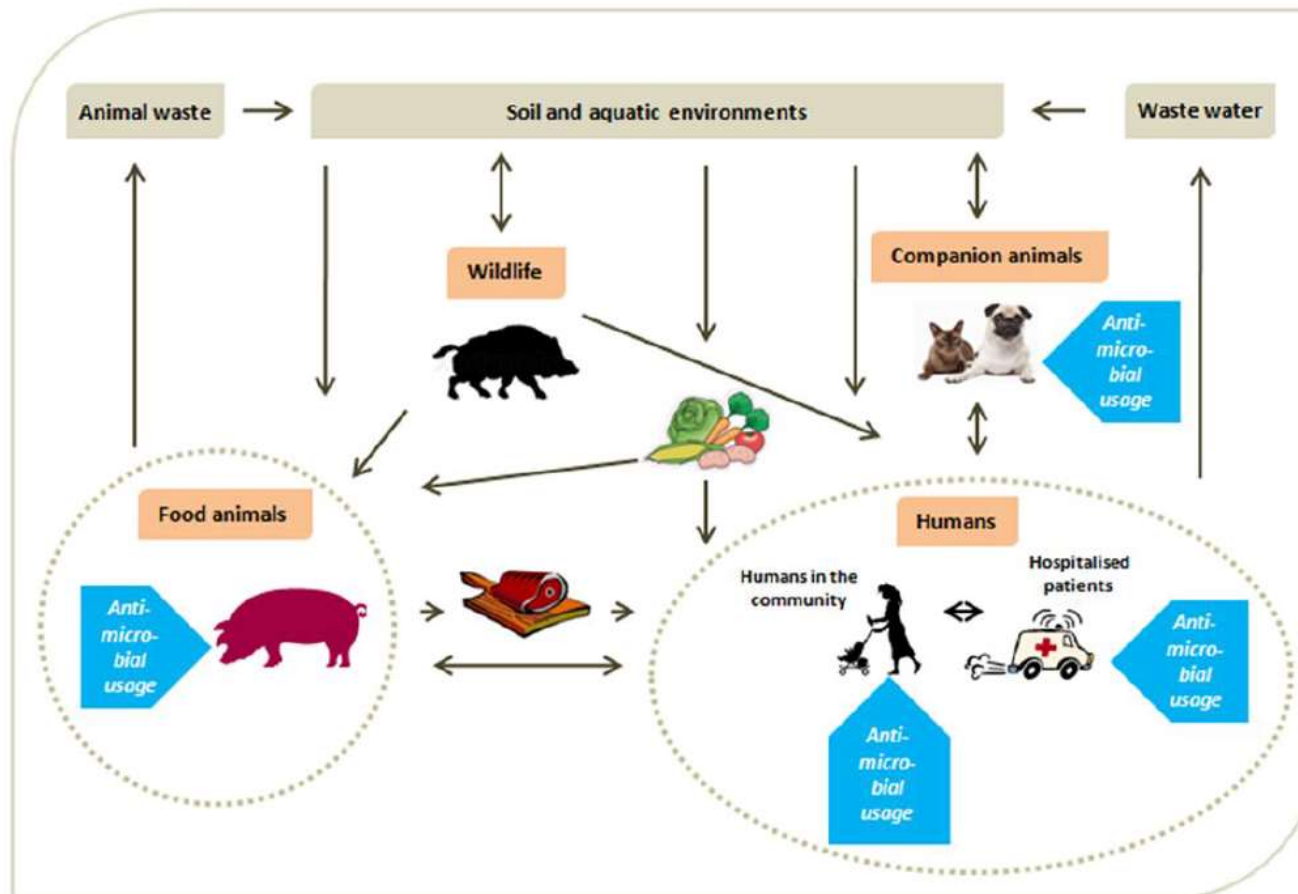 Animal waste
Soil and aquatic environments
Waste water
Wildlife
Companion animals
Anti-
micro-
bial
usage
Food animals
Anti-
micro-
bial
usage
Humans
Humans in the
community
Hospitalised
patients
Anti-
micro-
bial
usage
Anti-
micro-
bial
usage